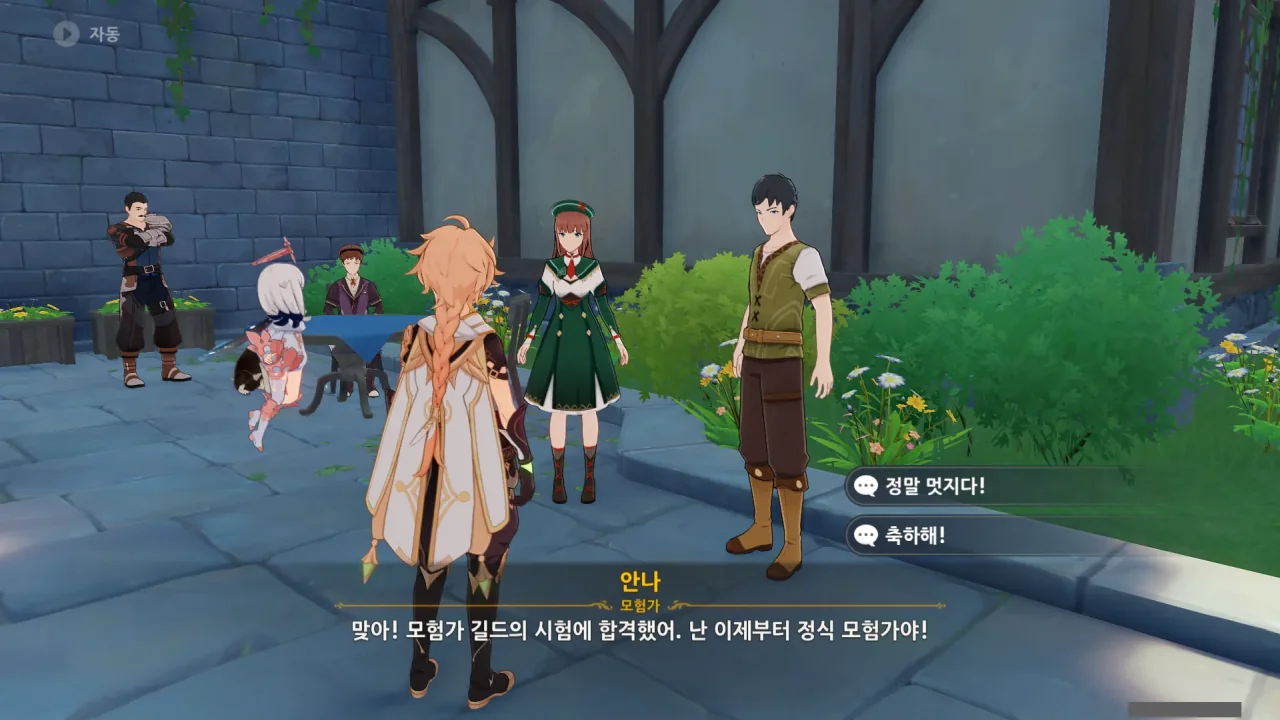 자동
정말 멋지다!
축하해!
안나
모험가
맞아! 모험가 길드의 시험에 합격했어. 난 이제부터 정식 모험가야!